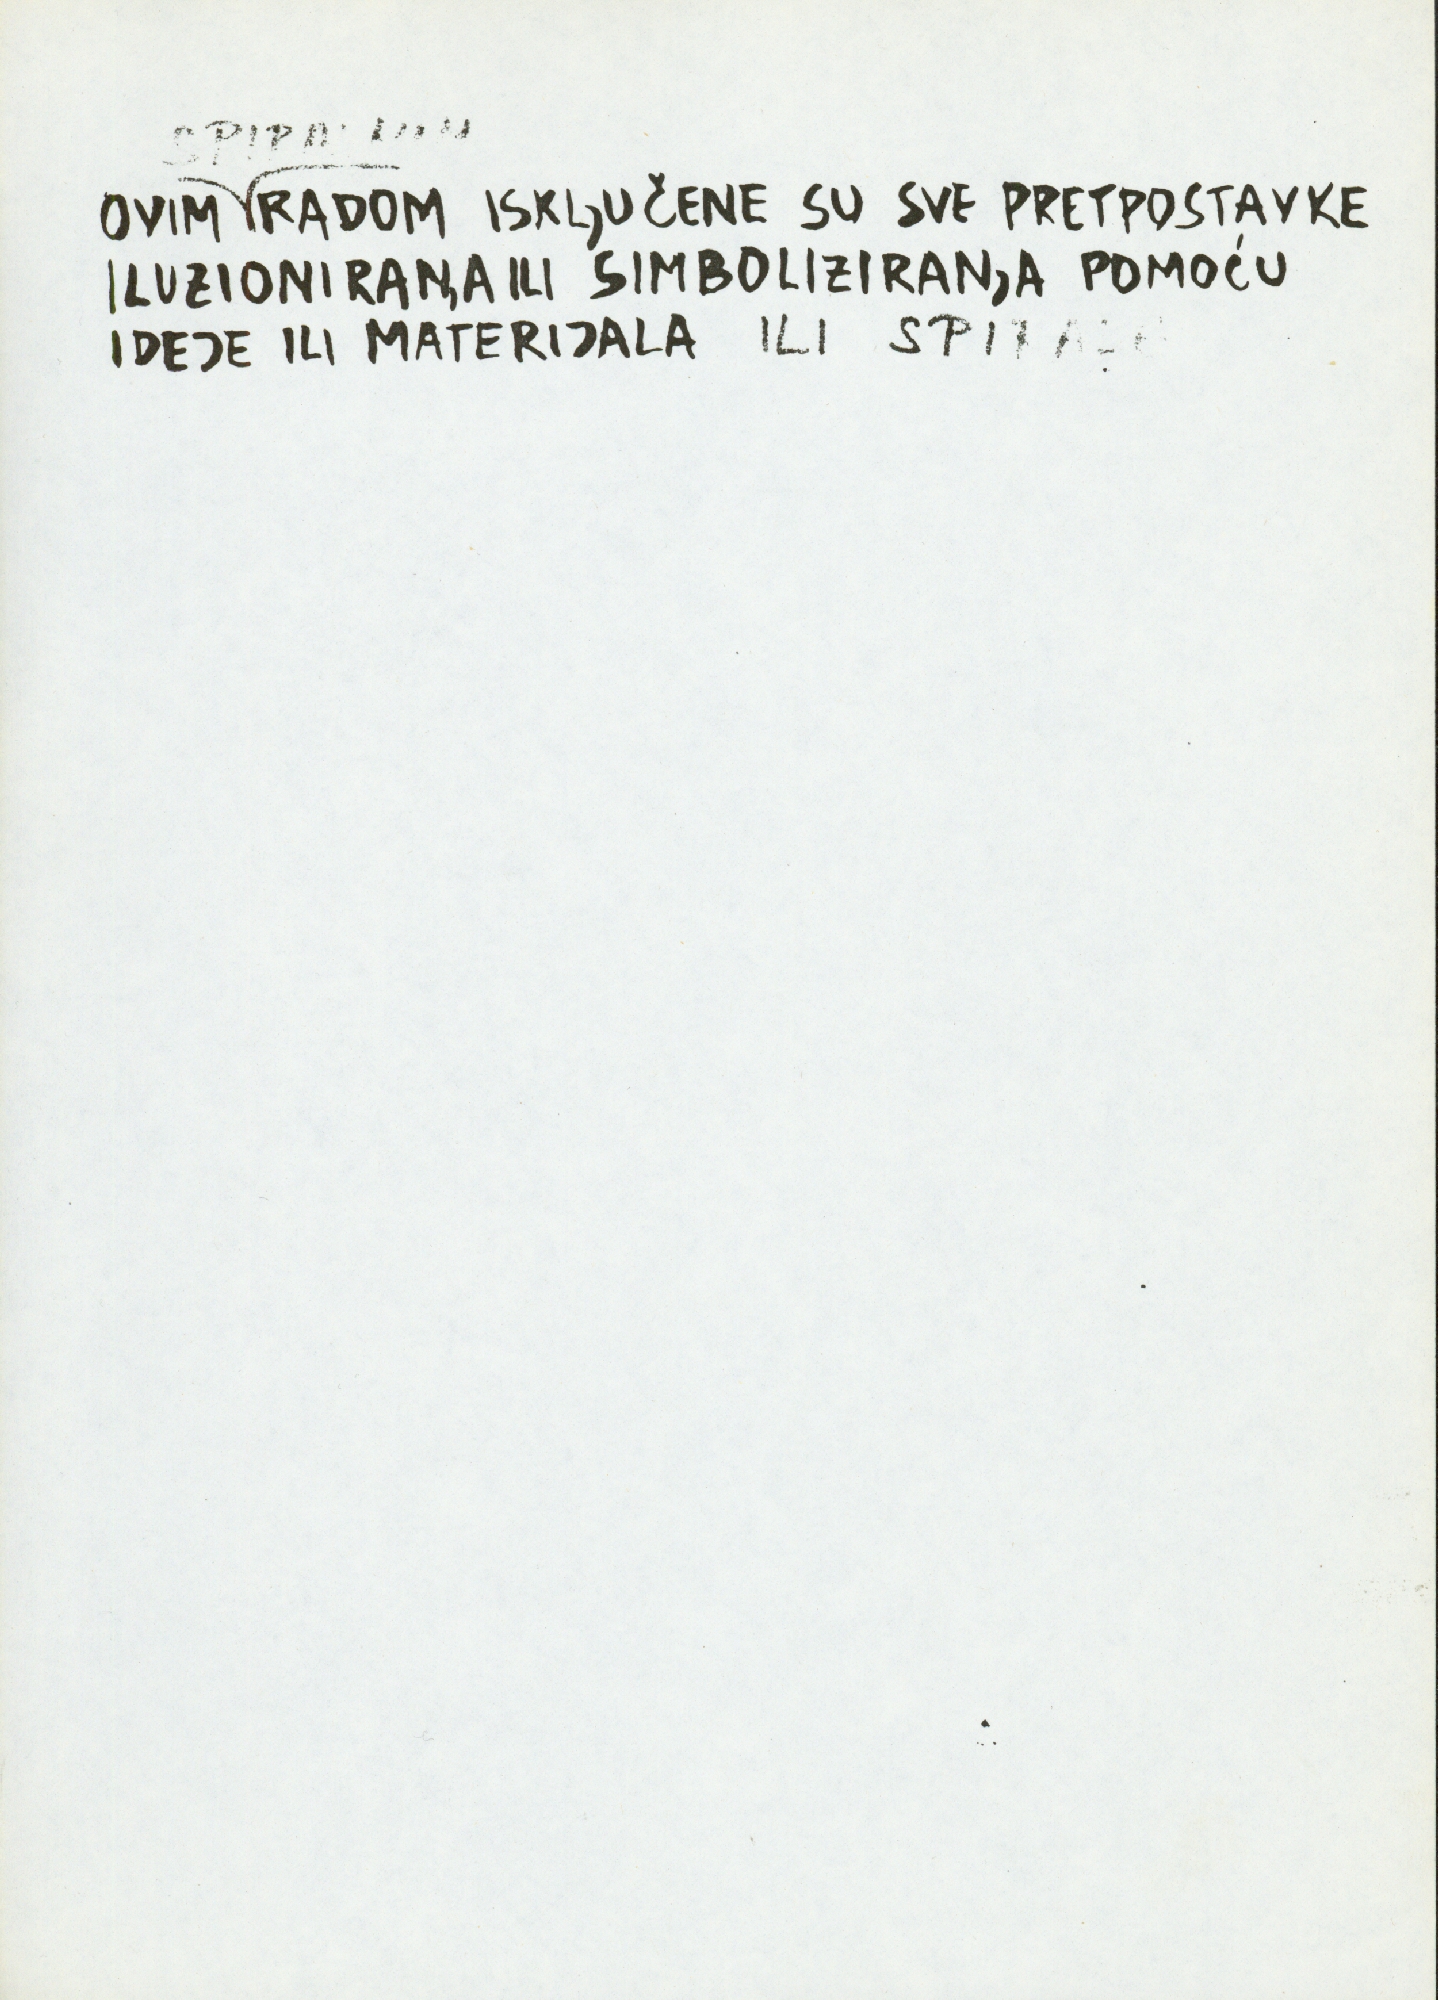 OVIM RADOM ISKLJUČENE SU SVE PRETPOSTAVKE
ILUZIONIRANJA ILI SIMBOLIZIRANJA POMOĆU
IDEJE ILI MATERIJALA ILI